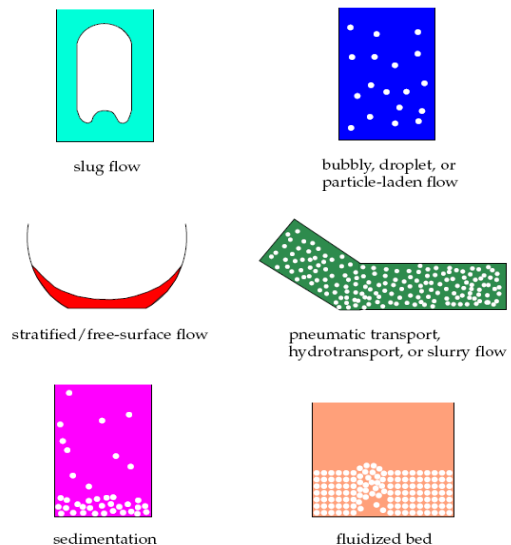 slug flow
bubbly, droplet, or
particle-laden flow
stratified/free-surface flow
pneumatic transport,
hydrotransport, or slurry flow
sedimentation
fluidized bed